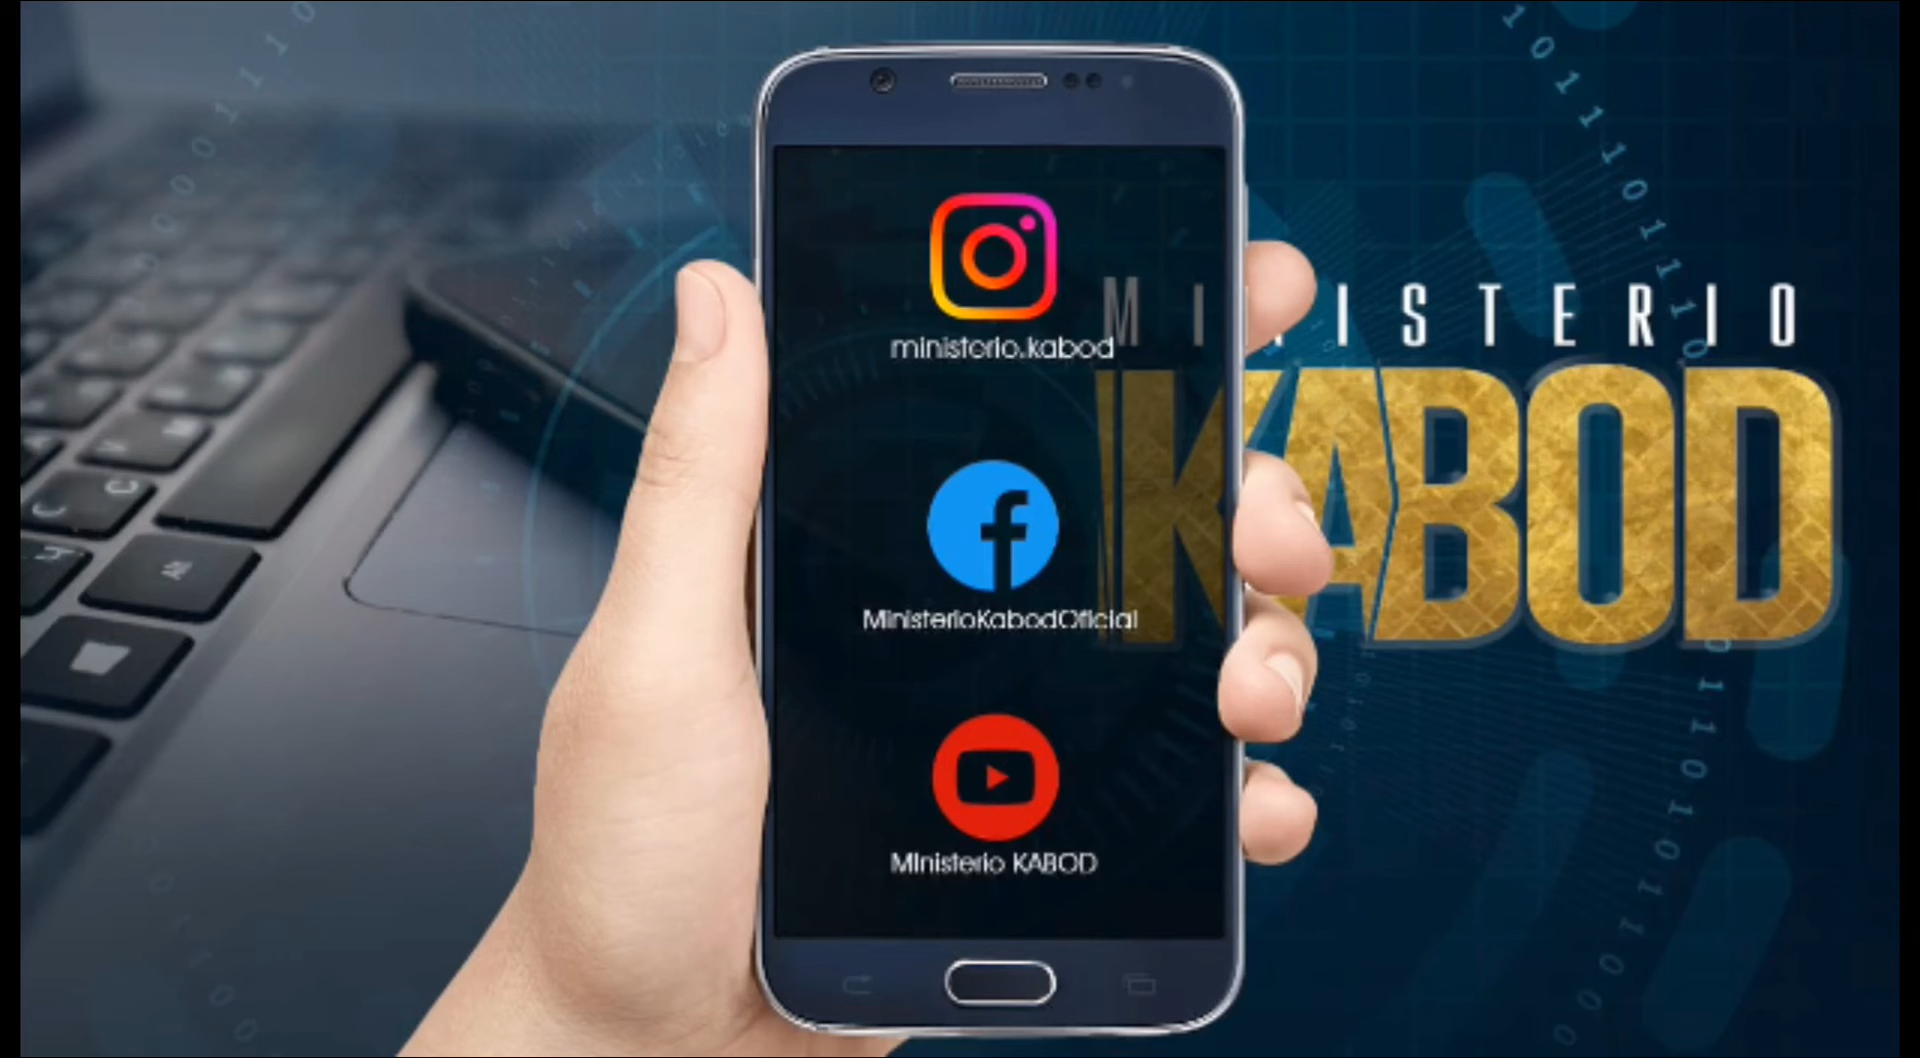 ministerio.kabod
MinisterioKabodOficial
MInisterio KABOD
MINISTERIO
KABOD